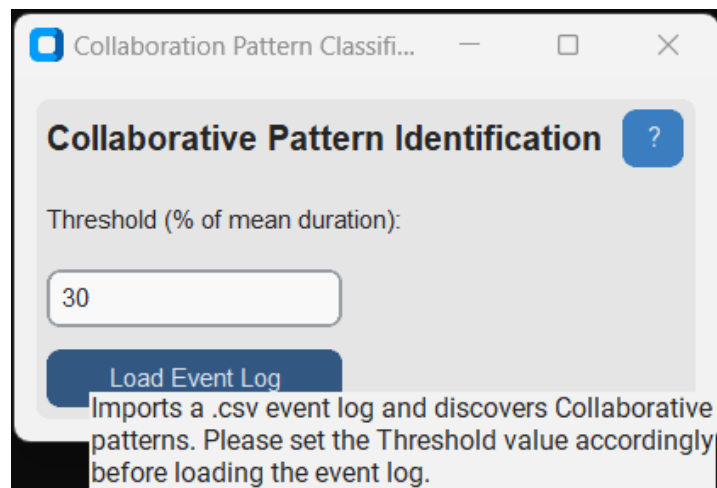 Collaboration Pattern Classifi...
Collaborative Pattern Identification
?
Threshold (% of mean duration):
30
Load Event Log
Imports a .csv event log and discovers Collaborative
patterns. Please set the Threshold value accordingly
before loading the event log.